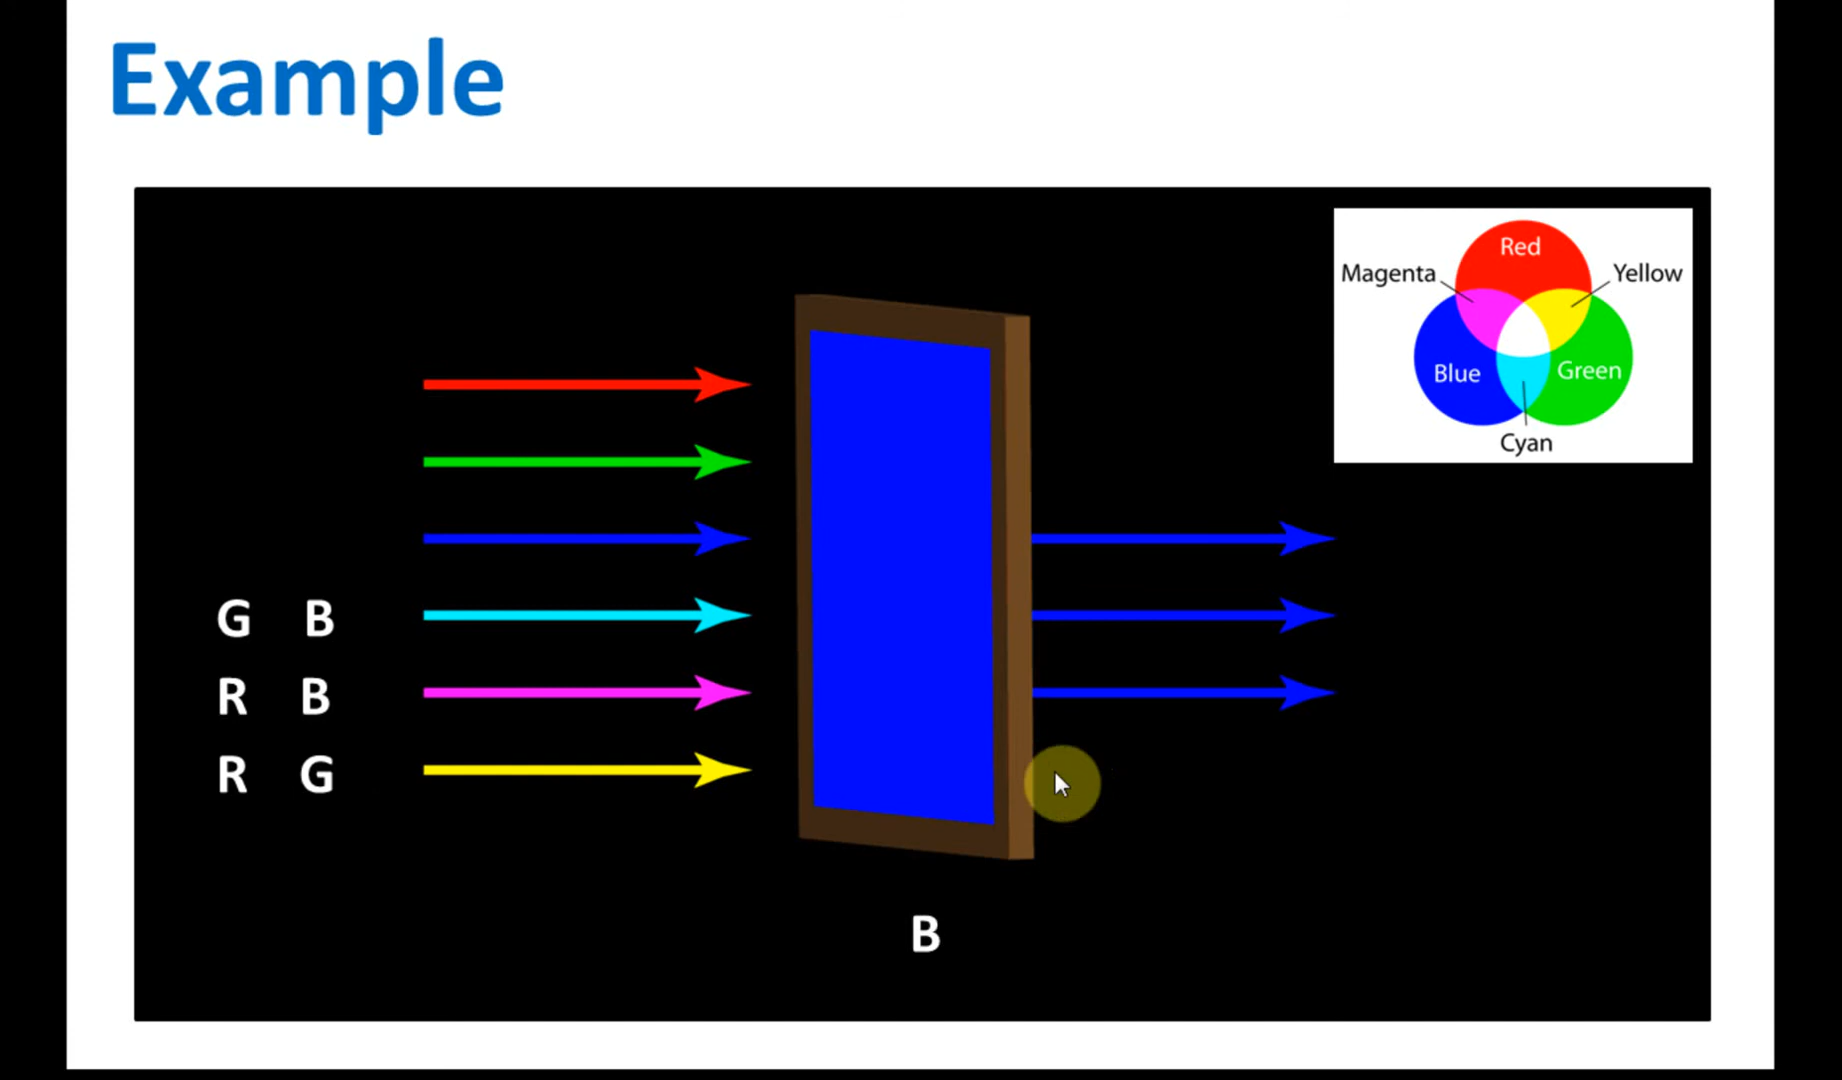 Example
Red
Magenta
Yellow
Blue
Green
Cyan
G B
R B
R G
B